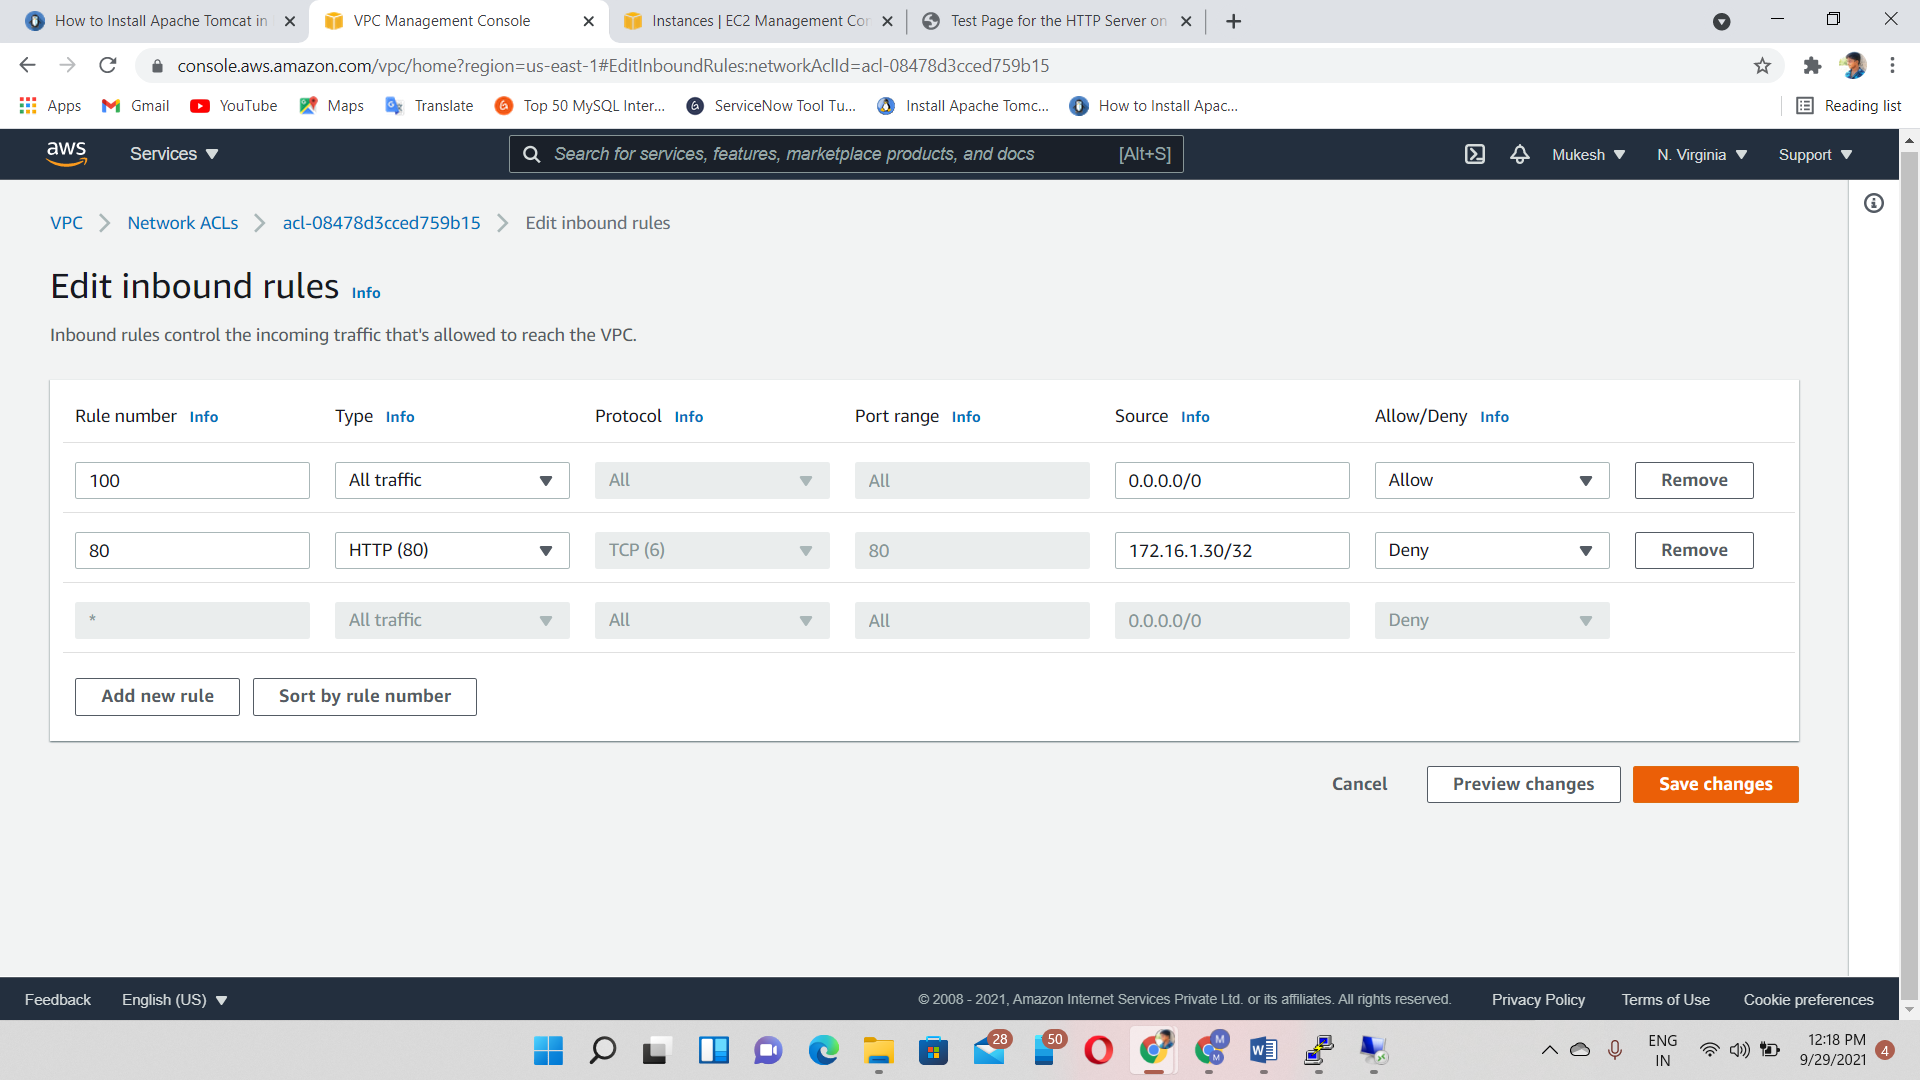 How to Install Apache Tomcat in
VPC Management Console
Instances | EC2 Management Con
Test Page for the HTTP Server on
console.aws.amazon.com/vpc/home?region=us-east-1#EditInboundRules:networkAclId=acl-08478d3cced759b15
Apps
Gmail
YouTube
Maps
Translate
Top 50 MySQL Inter...
ServiceNow Tool Tu...
Install Apache Tomc...
How to Install Apac...
Reading list
aws
Services
Search for services, features, marketplace products, and docs
[Alt+S]
Mukesh
N. Virginia
Support
VPC
Network ACLs
acl-08478d3cced759b15
Edit inbound rules
Edit inbound rules Info
Inbound rules control the incoming traffic that's allowed to reach the VPC.
Rule number Info
Type Info
Protocol Info
Port range Info
Source Info
Allow/Deny Info
100
All traffic
All
All
0.0.0.0/0
Allow
Remove
80
HTTP (80)
TCP (6)
80
172.16.1.30/32
Deny
Remove
*
All traffic
All
All
0.0.0.0/0
Deny
Add new rule
Sort by rule number
Cancel
Preview changes
Save changes
Feedback
English (US)
© 2008 - 2021, Amazon Internet Services Private Ltd. or its affiliates. All rights reserved.
Privacy Policy
Terms of Use
Cookie preferences
28
50
M
M
ENG
IN
12:18 PM
9/29/2021
4